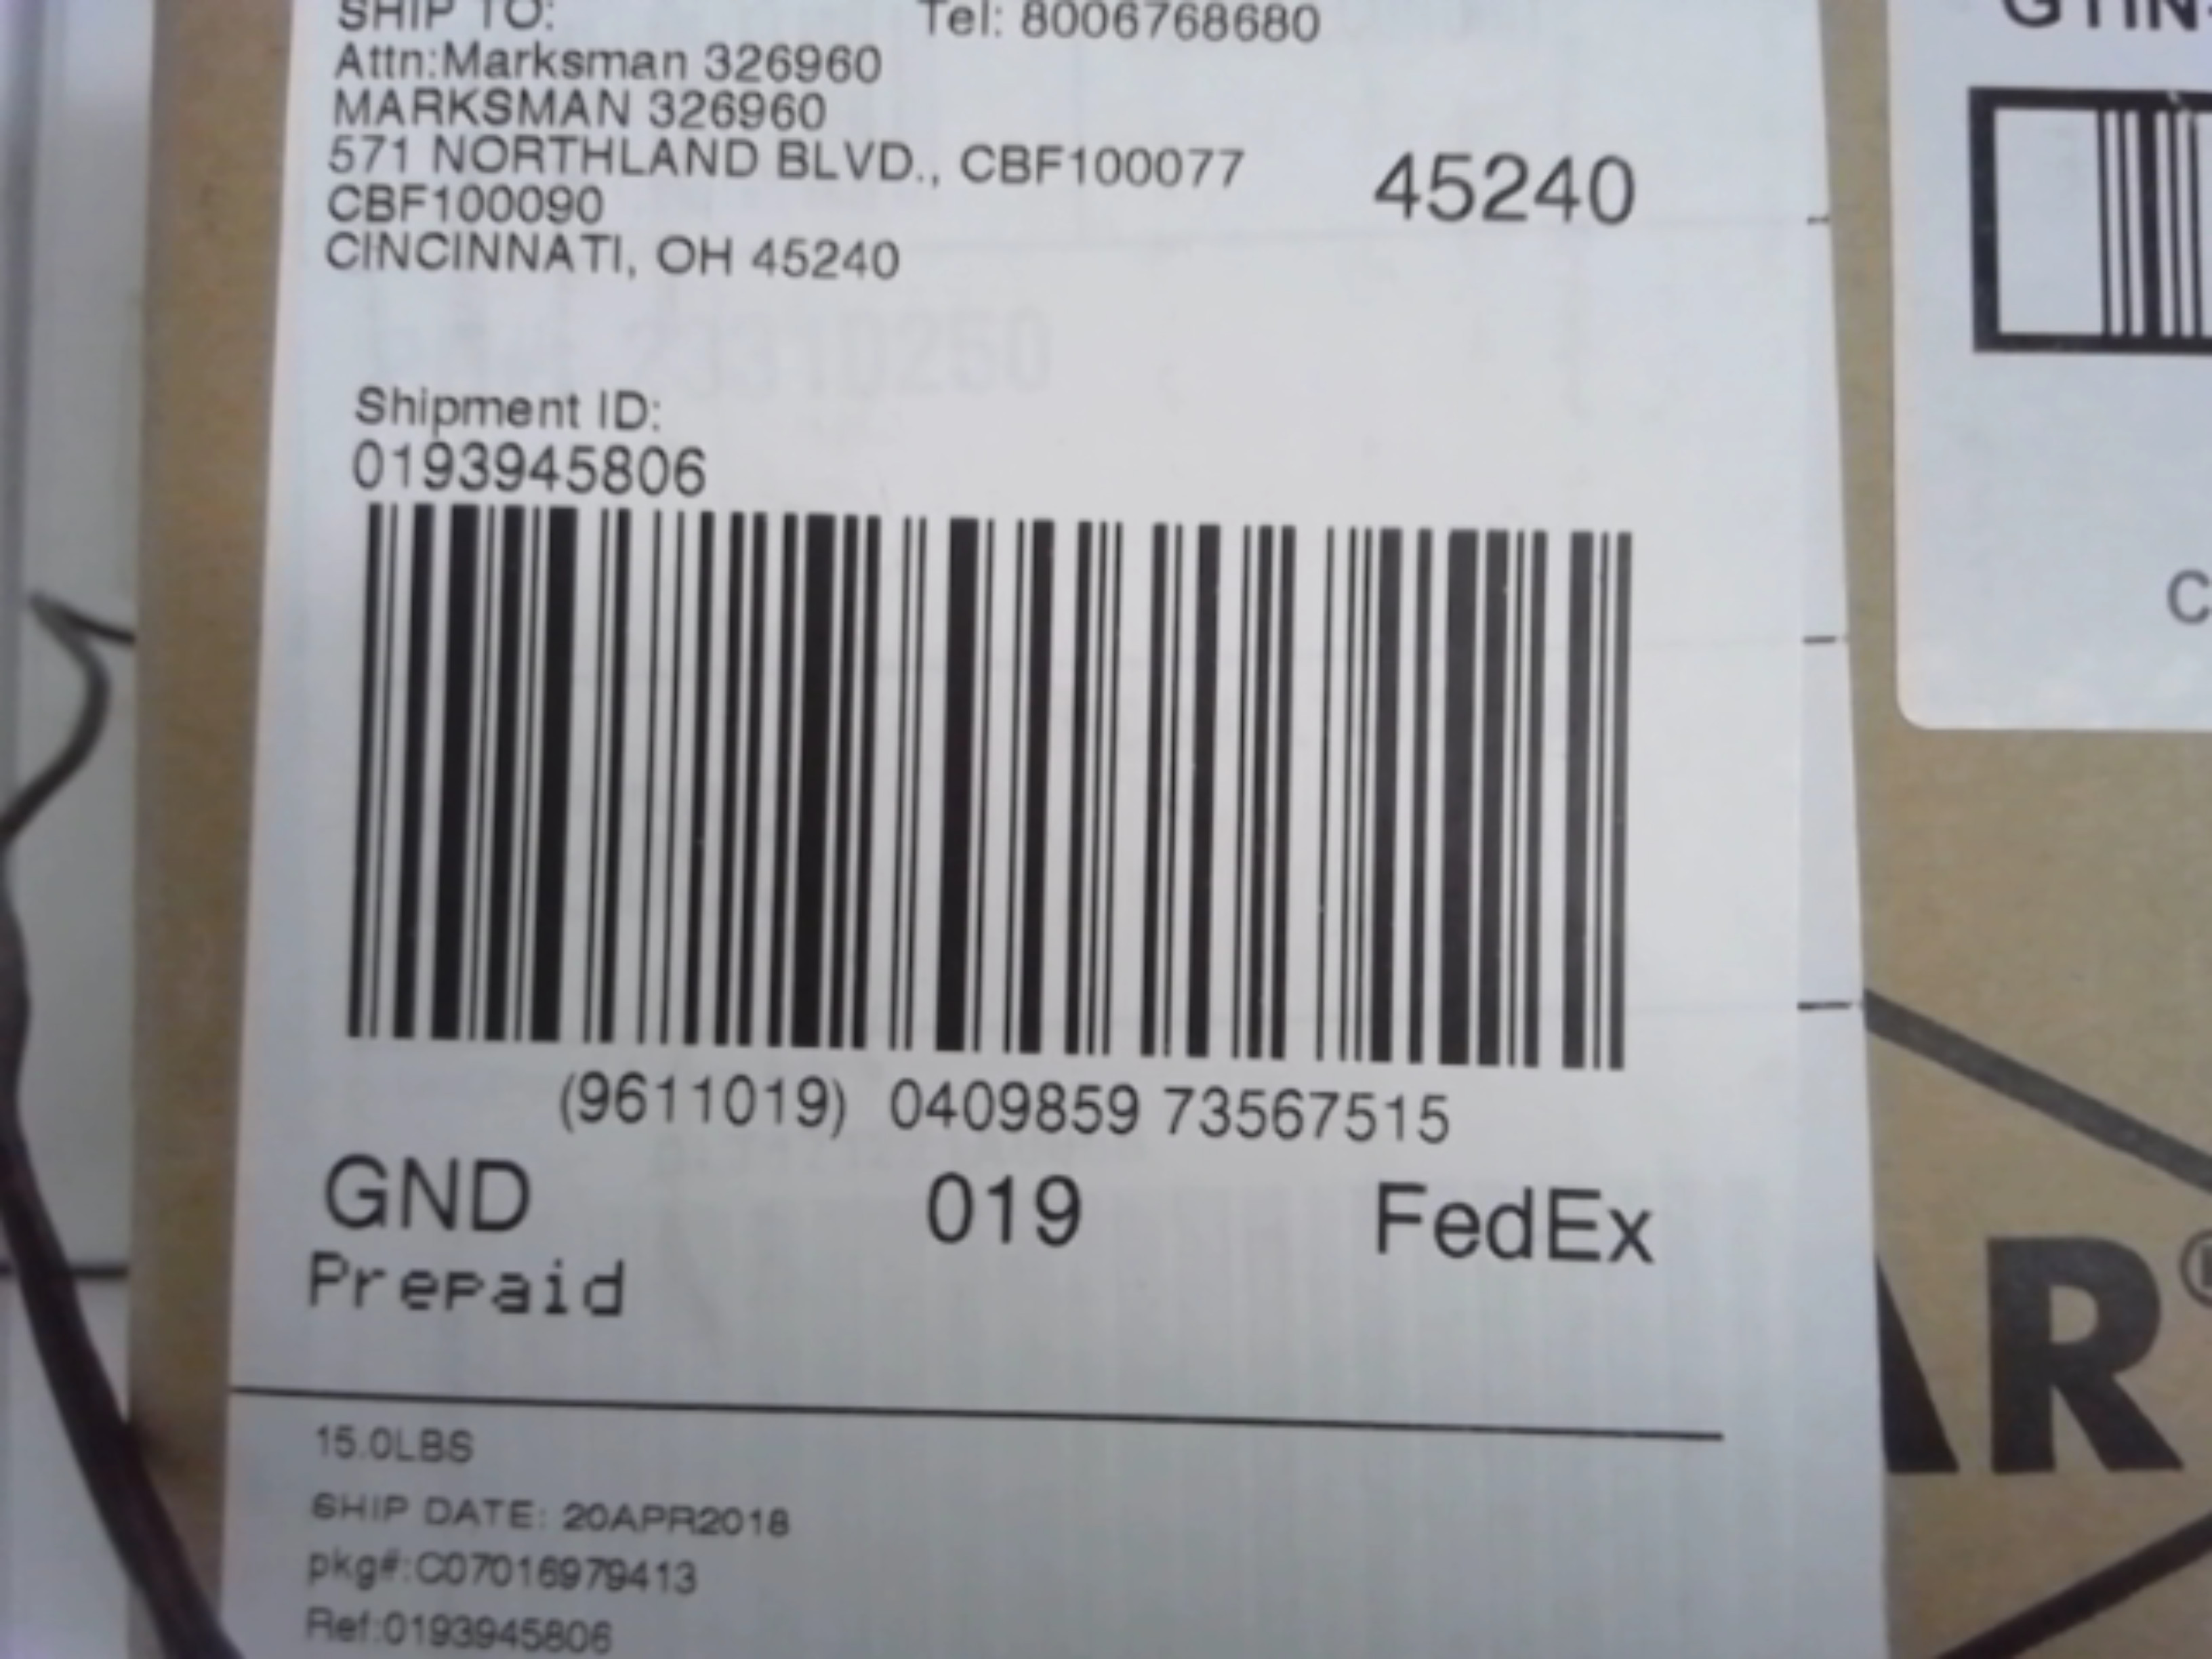 SHIP TO: Tel: 8006768680
Attn:Marksman 326960
MARKSMAN 326960
571 NORTHLAND BLVD., CBF100077
CBF100090
CINCINNATI, OH 45240
45240
Shipment ID:
0193945806
(9611019) 0409859 73567515
GND 019 FedEx
Prepaid
15.0LBS
SHIP DATE: 20APR2018
pkg#:C07016979413
Ref:0193945806